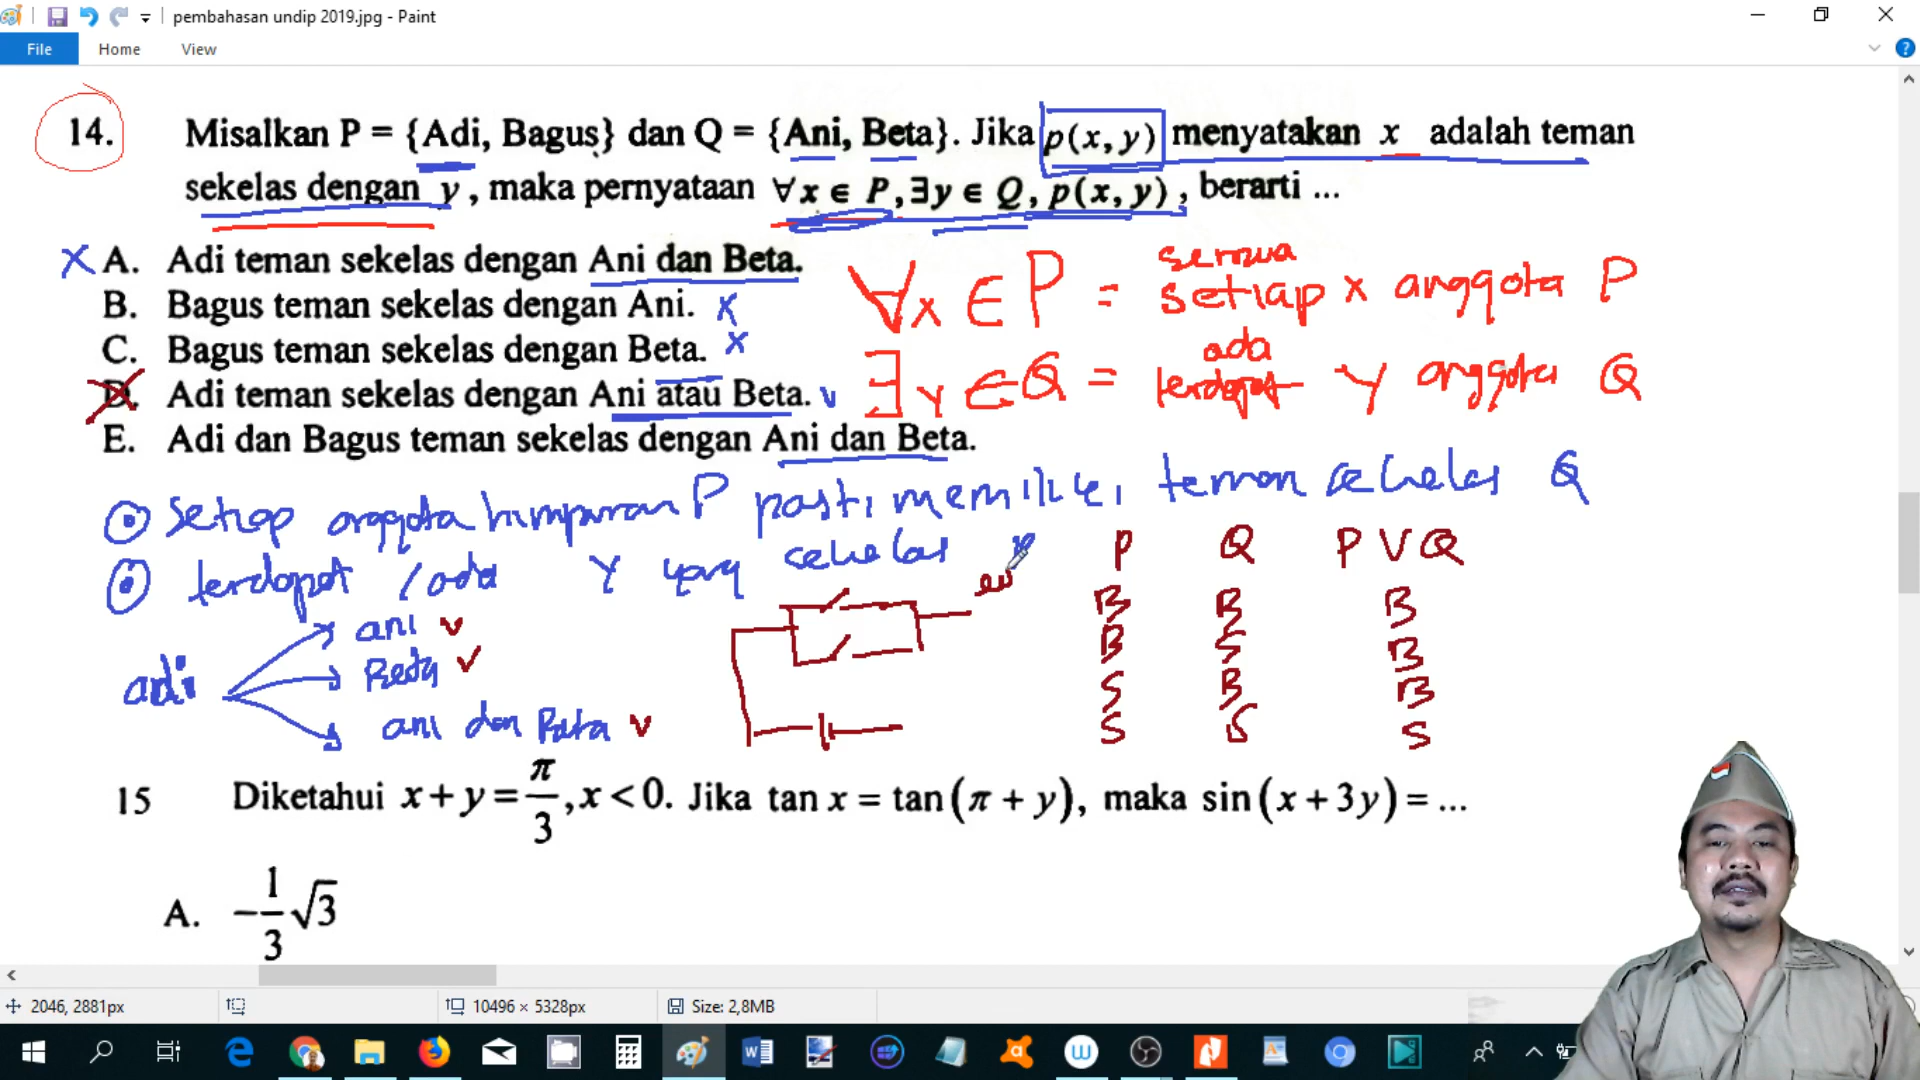 pembahasan undip 2019.jpg - Paint
File Home View
14. Misalkan P = {Adi, Bagus} dan Q = {Ani, Beta}. Jika p(x, y) menyatakan x adalah teman
sekelas dengan y, maka pernyataan ∀x ∈ P, ∃y ∈ Q, p(x, y), berarti ...
X A. Adi teman sekelas dengan Ani dan Beta.
B. Bagus teman sekelas dengan Ani. X
C. Bagus teman sekelas dengan Beta. X
D. Adi teman sekelas dengan Ani atau Beta. v
E. Adi dan Bagus teman sekelas dengan Ani dan Beta.
semua
∀x ∈ P = setiap x anggota P
ada
∃y ∈ Q = terdapat y anggota Q
setiap anggota himpunan P pasti memiliki teman sekelas Q
terdapat / ada y yang sekelas
adi
ani v
Beta v
ani dan Beta v
P Q P V Q
B B B
B S B
S B B
S S S
15 Diketahui x + y = π/3, x < 0. Jika tan x = tan(π + y), maka sin(x + 3y) = ...
A. -1/3 √3
2046, 2881px
10496 × 5328px
Size: 2,8MB